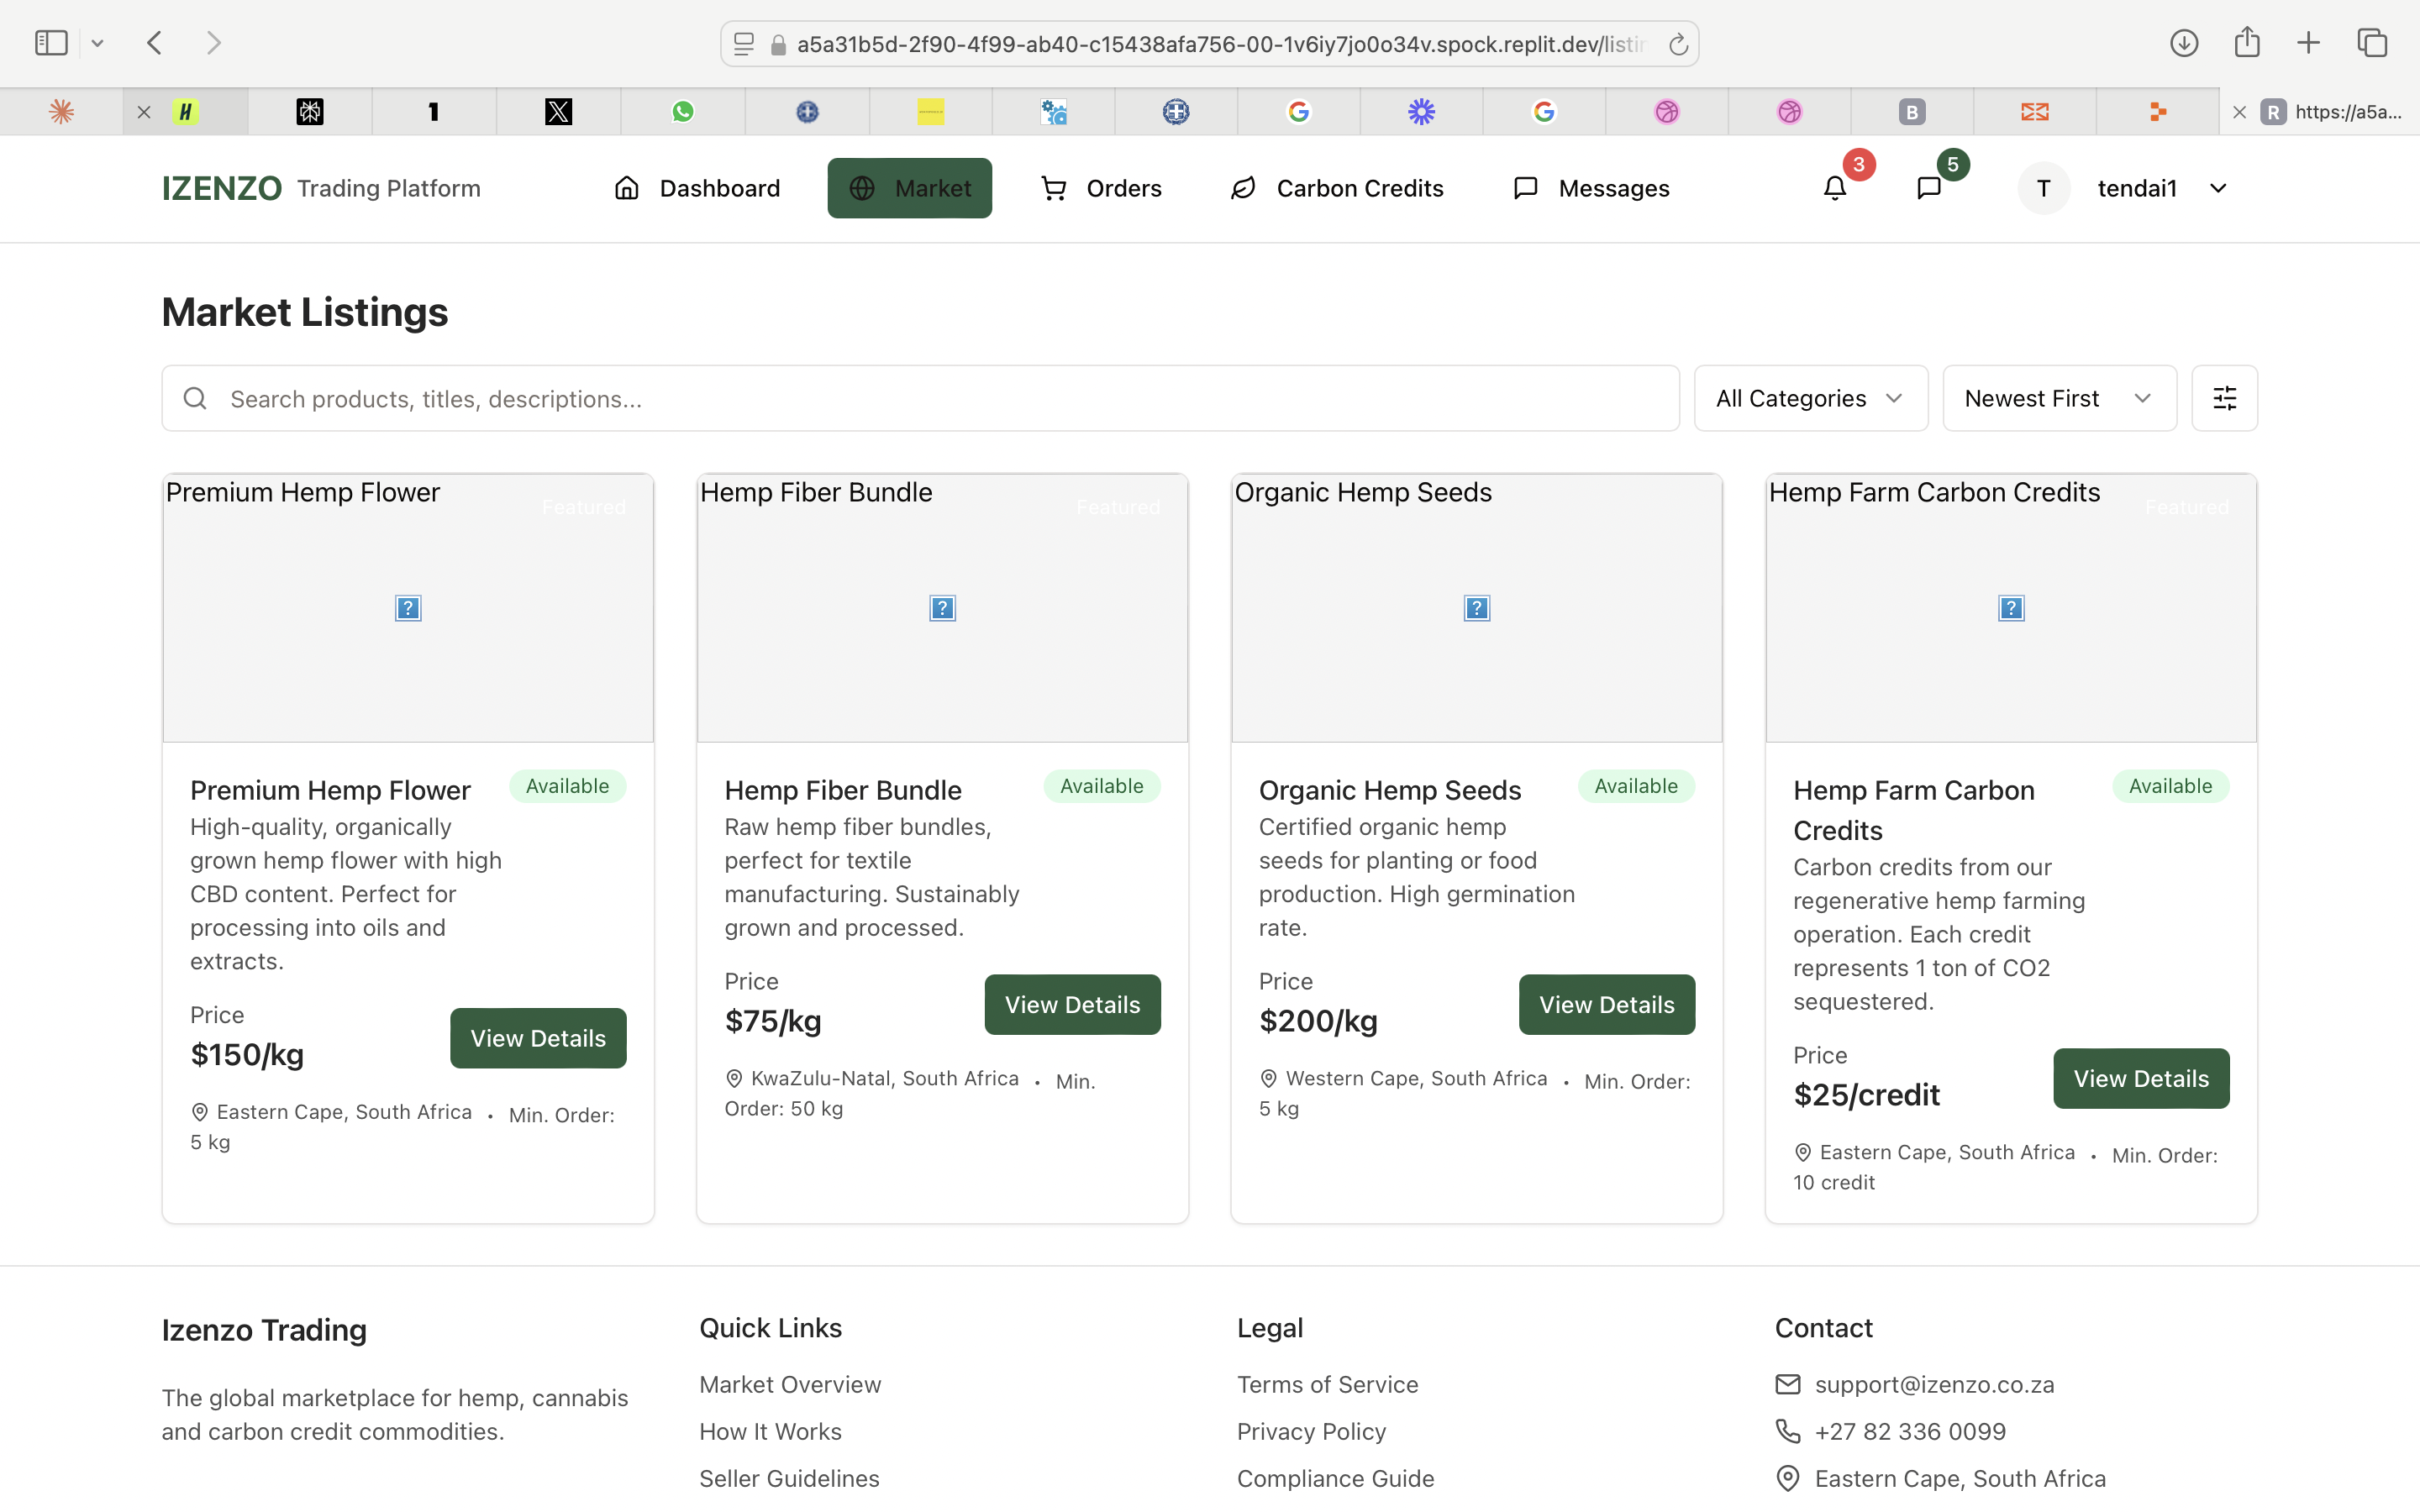 a5a31b5d-2f90-4f99-ab40-c15438afa756-00-1v6iy7jo0o34v.spock.replit.dev/listin
H
1
X
B
R https://a5a...
IZENZO Trading Platform
Dashboard
Market
Orders
Carbon Credits
Messages
3
5
T
tendai1
Market Listings
Search products, titles, descriptions...
All Categories
Newest First
Premium Hemp Flower
Featured
Premium Hemp Flower
Available
High-quality, organically
grown hemp flower with high
CBD content. Perfect for
processing into oils and
extracts.
Price
$150/kg
View Details
Eastern Cape, South Africa • Min. Order:
5 kg
Hemp Fiber Bundle
Featured
Hemp Fiber Bundle
Available
Raw hemp fiber bundles,
perfect for textile
manufacturing. Sustainably
grown and processed.
Price
$75/kg
View Details
KwaZulu-Natal, South Africa • Min.
Order: 50 kg
Organic Hemp Seeds
Organic Hemp Seeds
Available
Certified organic hemp
seeds for planting or food
production. High germination
rate.
Price
$200/kg
View Details
Western Cape, South Africa • Min. Order:
5 kg
Hemp Farm Carbon Credits
Featured
Hemp Farm Carbon
Credits
Available
Carbon credits from our
regenerative hemp farming
operation. Each credit
represents 1 ton of CO2
sequestered.
Price
$25/credit
View Details
Eastern Cape, South Africa • Min. Order:
10 credit
Izenzo Trading
The global marketplace for hemp, cannabis
and carbon credit commodities.
Quick Links
Market Overview
How It Works
Seller Guidelines
Legal
Terms of Service
Privacy Policy
Compliance Guide
Contact
support@izenzo.co.za
+27 82 336 0099
Eastern Cape, South Africa